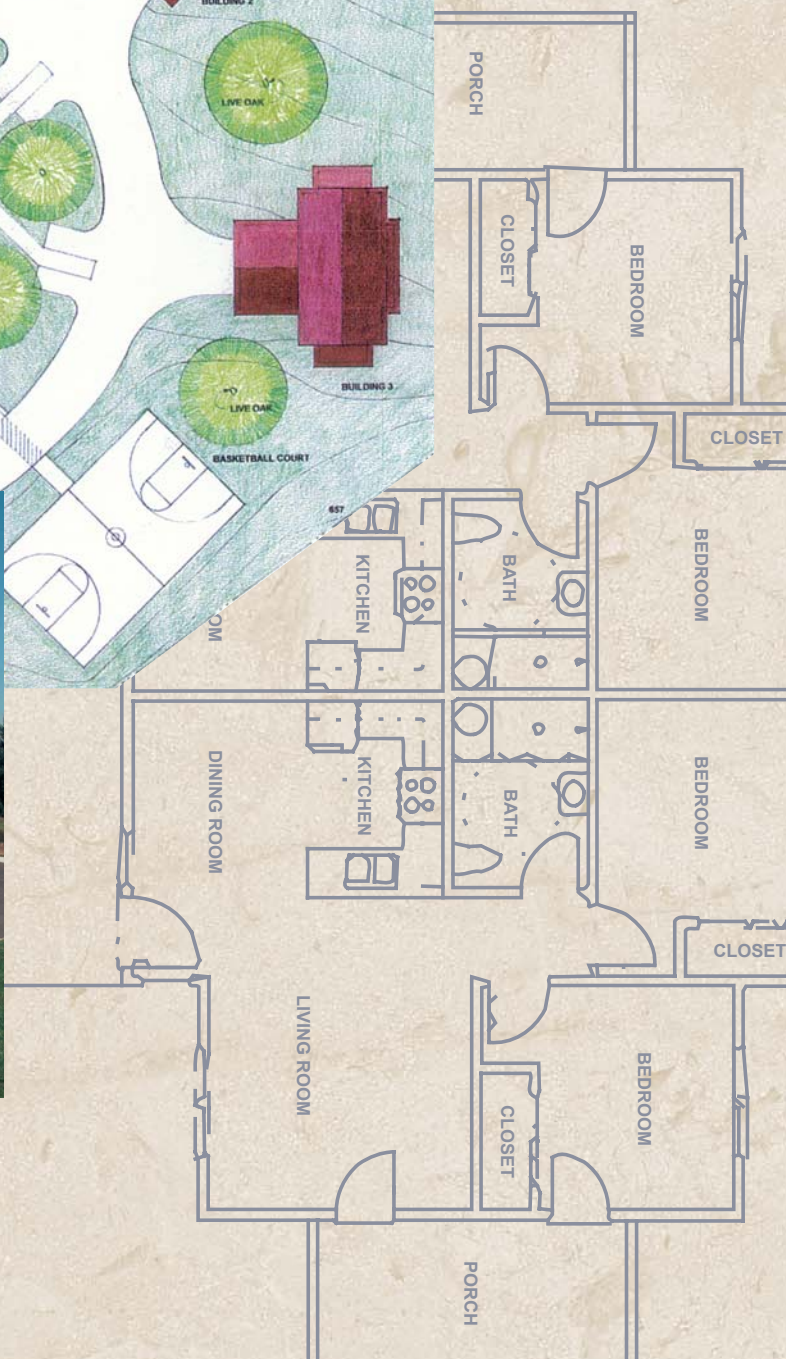 BUILDING 2
LIVE OAK
PORCH
CLOSET
BEDROOM
BUILDING 3
LIVE OAK
CLOSET
BASKETBALL COURT
657
KITCHEN
BATH
BEDROOM
OM
DINING ROOM
KITCHEN
BATH
BEDROOM
CLOSET
LIVING ROOM
BEDROOM
CLOSET
PORCH